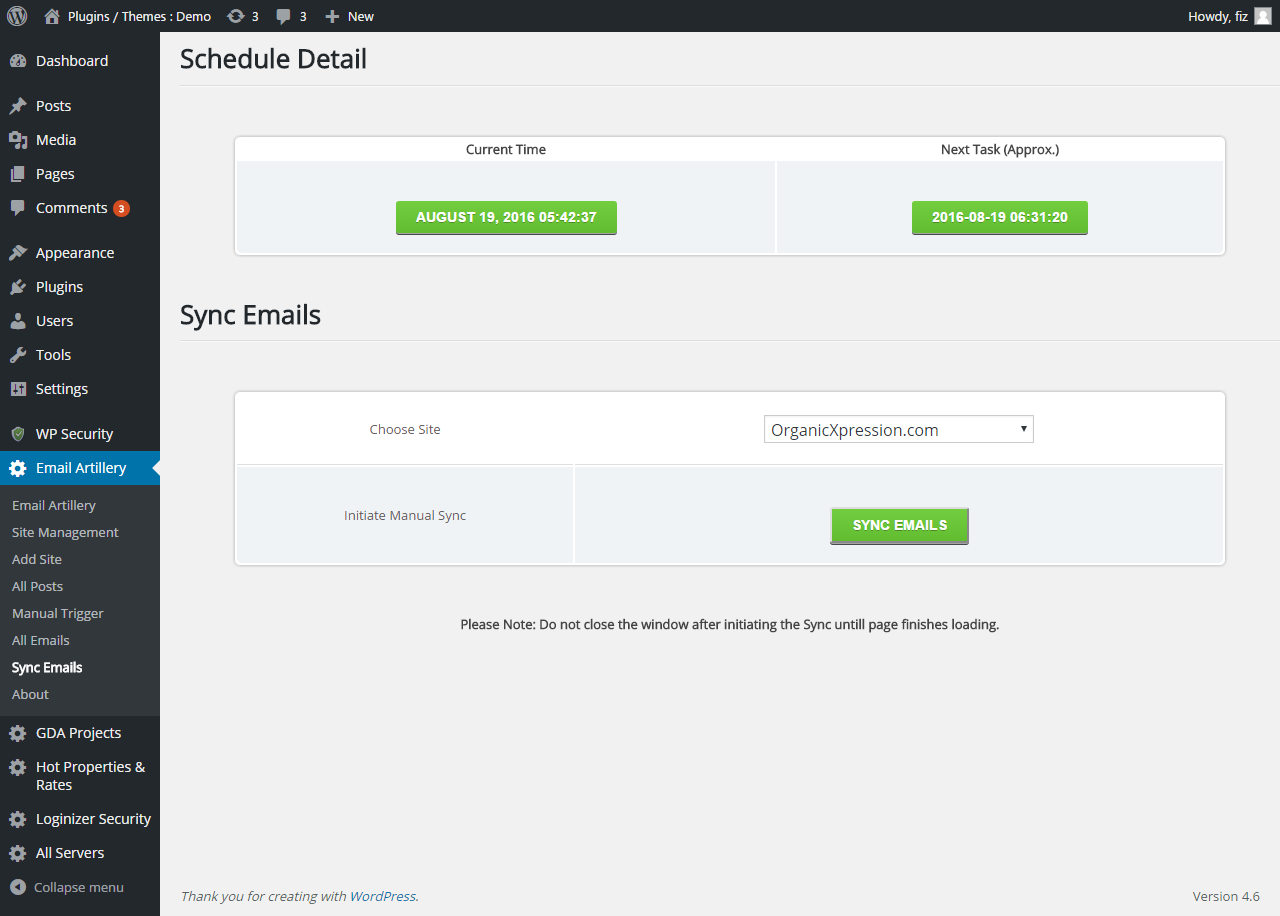 Plugins / Themes : Demo 3 3 New Howdy, fiz
Dashboard
Posts
Media
Pages
Comments 3
Appearance
Plugins
Users
Tools
Settings
WP Security
Email Artillery
Email Artillery
Site Management
Add Site
All Posts
Manual Trigger
All Emails
Sync Emails
About
GDA Projects
Hot Properties &
Rates
Loginizer Security
All Servers
Collapse menu
Schedule Detail
Current Time Next Task (Approx.)
AUGUST 19, 2016 05:42:37 2016-08-19 06:31:20
Sync Emails
Choose Site OrganicXpression.com
Initiate Manual Sync SYNC EMAILS
Please Note: Do not close the window after initiating the Sync untill page finishes loading.
Thank you for creating with WordPress. Version 4.6